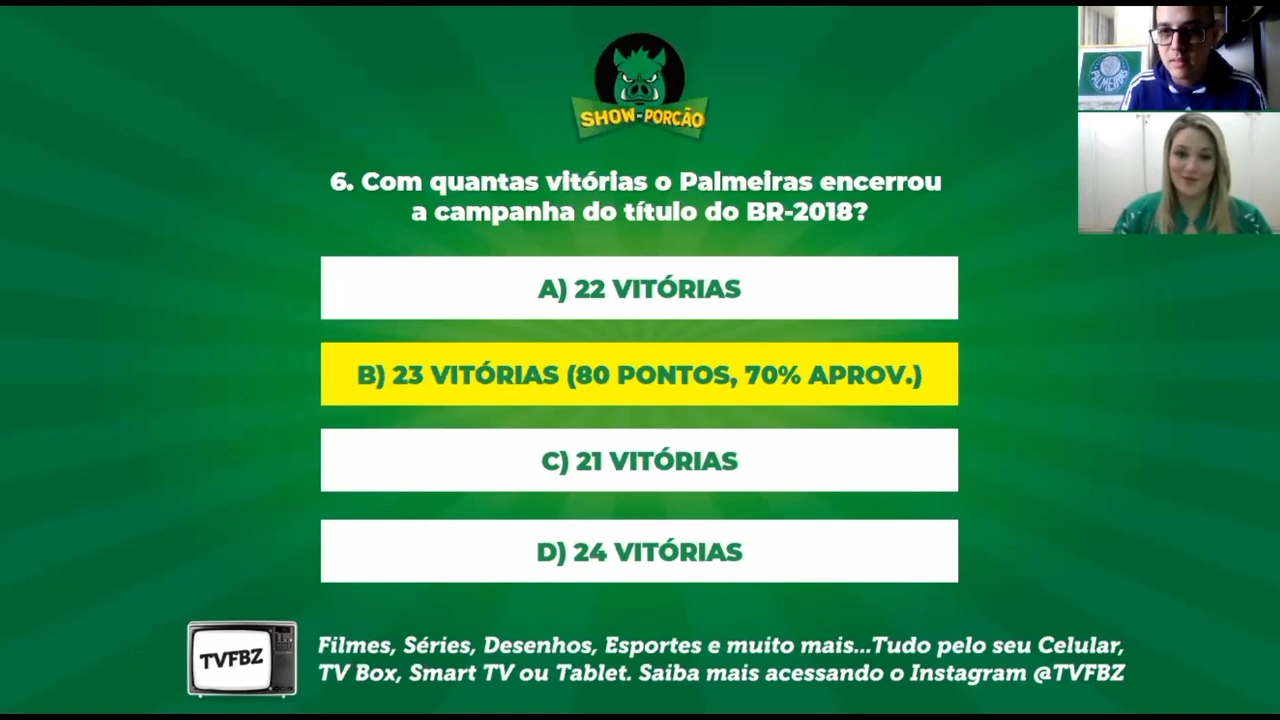 SHOW DO PORCÃO
PALMEIRAS
6. Com quantas vitórias o Palmeiras encerrou
a campanha do título do BR-2018?
A) 22 VITÓRIAS
B) 23 VITÓRIAS (80 PONTOS, 70% APROV.)
C) 21 VITÓRIAS
D) 24 VITÓRIAS
TVFBZ
Filmes, Séries, Desenhos, Esportes e muito mais...Tudo pelo seu Celular,
TV Box, Smart TV ou Tablet. Saiba mais acessando o Instagram @TVFBZ